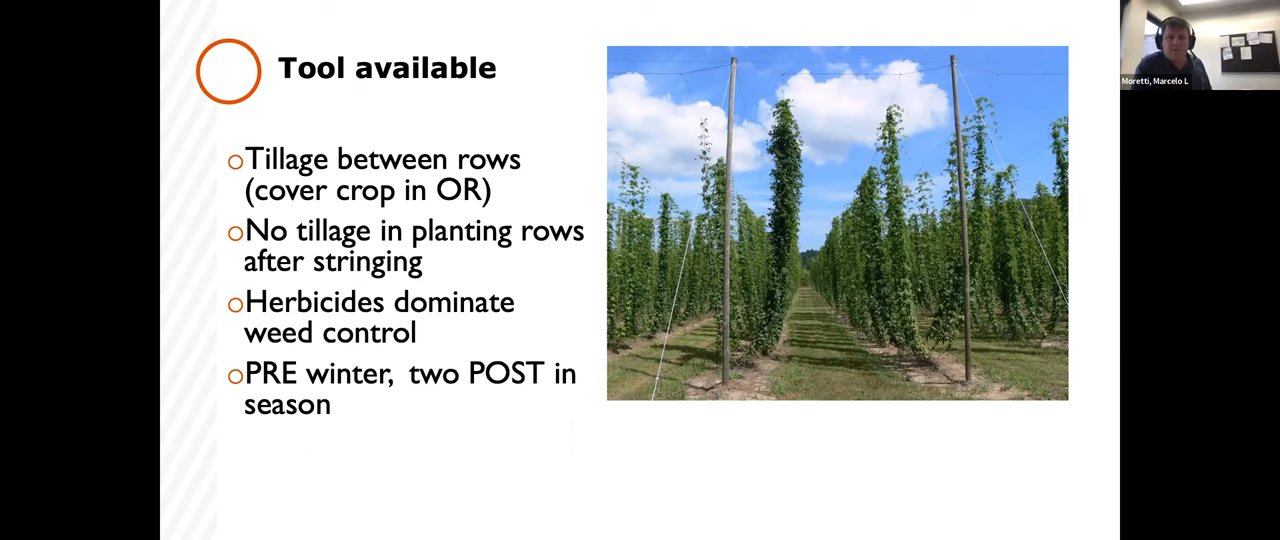 Tool available
Tillage between rows
(cover crop in OR)
No tillage in planting rows
after stringing
Herbicides dominate
weed control
PRE winter, two POST in
season
Moretti, Marcelo L